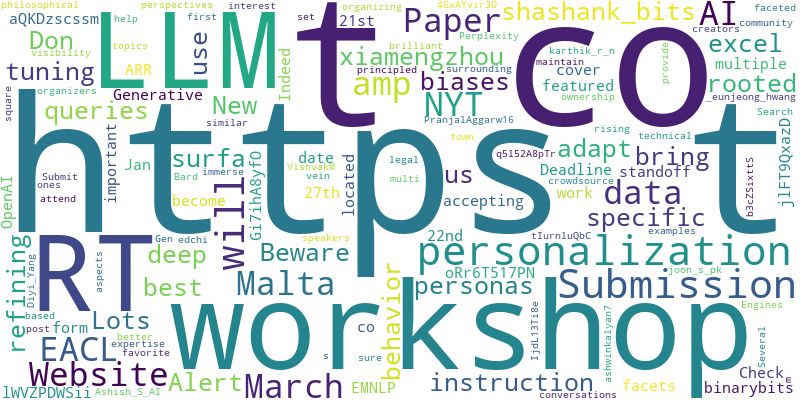 philosophical
help
perspectives
first
interest
set
4GxAYvir3O
organizing
faceted
aQKDzscssm
21st
Paper
shashank_bits
AI
community
creators
Don
topics
LLM
t
co
visibility
Perplexity
use
brilliant
karthik_r_n
excel
tuning
ARR
Indeed
xiamengzhou
maintain
provide
multiple
organizers
principled
surrounding
cover
Generative
amp
biases
featured
ownership
rooted
square
queries
New
NYT
_eunjeong_hwang
important
similar
PranjalAggarw16
rising
technical
Search
https
t
jlFT9QxazD
town
adapt
Jan
surfa
date
legal
q5152A8pTr
bring
Submit
Bard
VishvakM
multi
Deadline
standoff
b3cZSixttS
ones
immerse
located
us
crowdsource
OpenAI
attend
vein
27th
accepting
work
data
become
Gi7ihA8yfO
will
speakers
specific
examples
RT
Gen
edchi
22nd
tIurnluQbC
deep
Beware
personalization
refining
Diyi_Yang
aspects
oRr6T517PN
joon_s_pk
best
Malta
behavior
personas
Submission
Engines
based
post
form
Lots
better
co
workshop
IjdL13Ti8e
ashwinkalyan7
Several
EACL
expertise
favorite
s
sure
Website
Alert
March
EMNLP
instruction
facets
Check
m
lWVZPDWSii
Ashish_S_AI
conversations
binarybits